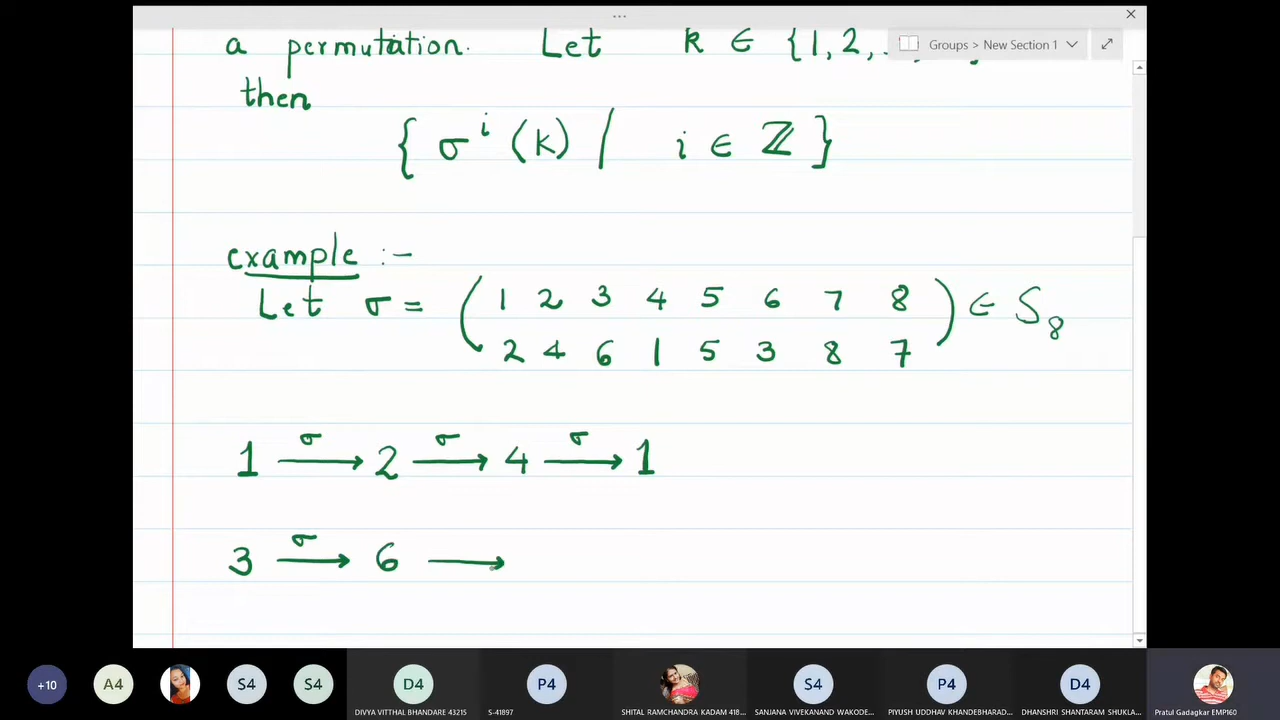 ...
a permutation. Let k ∈ {1, 2,
Groups > New Section 1
then
{ σ^i (k) / i ∈ ℤ }
example :-
Let σ = ( 1 2 3 4 5 6 7 8 ) ∈ S_8
2 4 6 1 5 3 8 7
σ σ σ
1 → 2 → 4 → 1
σ
3 → 6 →
+10 A4 S4 S4 D4 P4 S4 P4 D4
DIVYA VITTHAL BHANDARE 43215 S-41897 SHITAL RAMCHANDRA KADAM 418... SANJANA VIVEKANAND WAKODE... PIYUSH UDDHAV KHANDEBHARAD... DHANSHRI SHANTARAM SHUKLA... Pratul Gadagkar EMP160